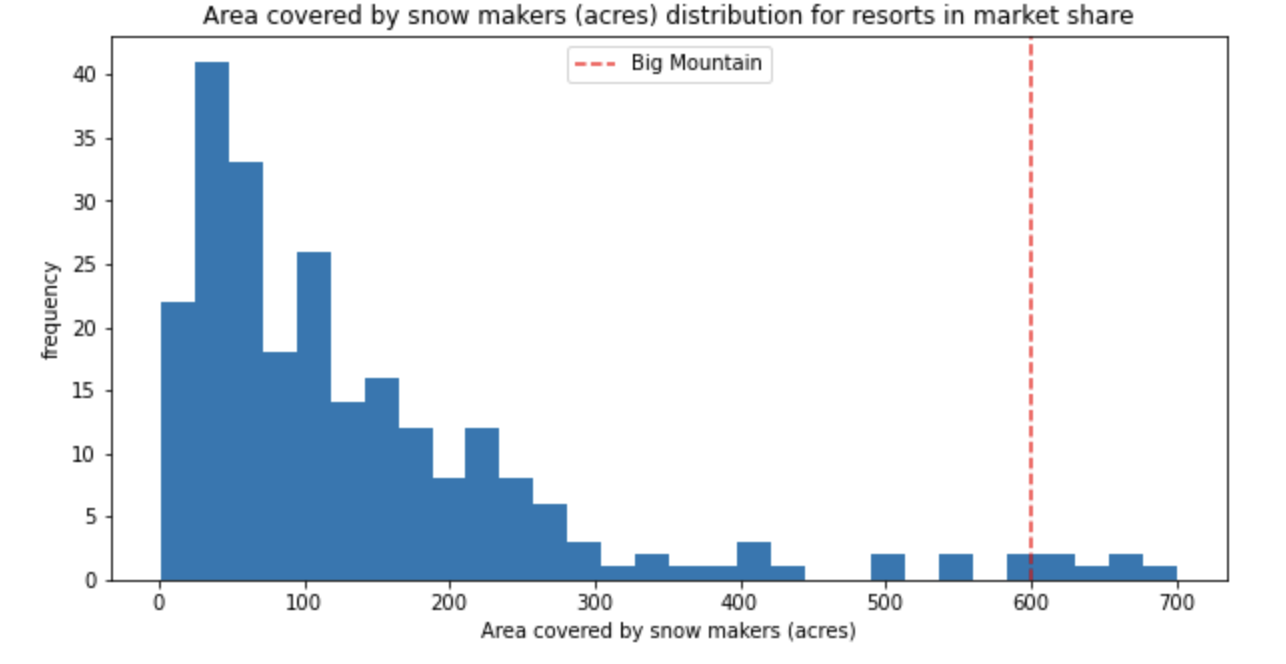 Area covered by snow makers (acres) distribution for resorts in market share
Big Mountain
frequency
40
35
30
25
20
15
10
5
0
0 100 200 300 400 500 600 700
Area covered by snow makers (acres)